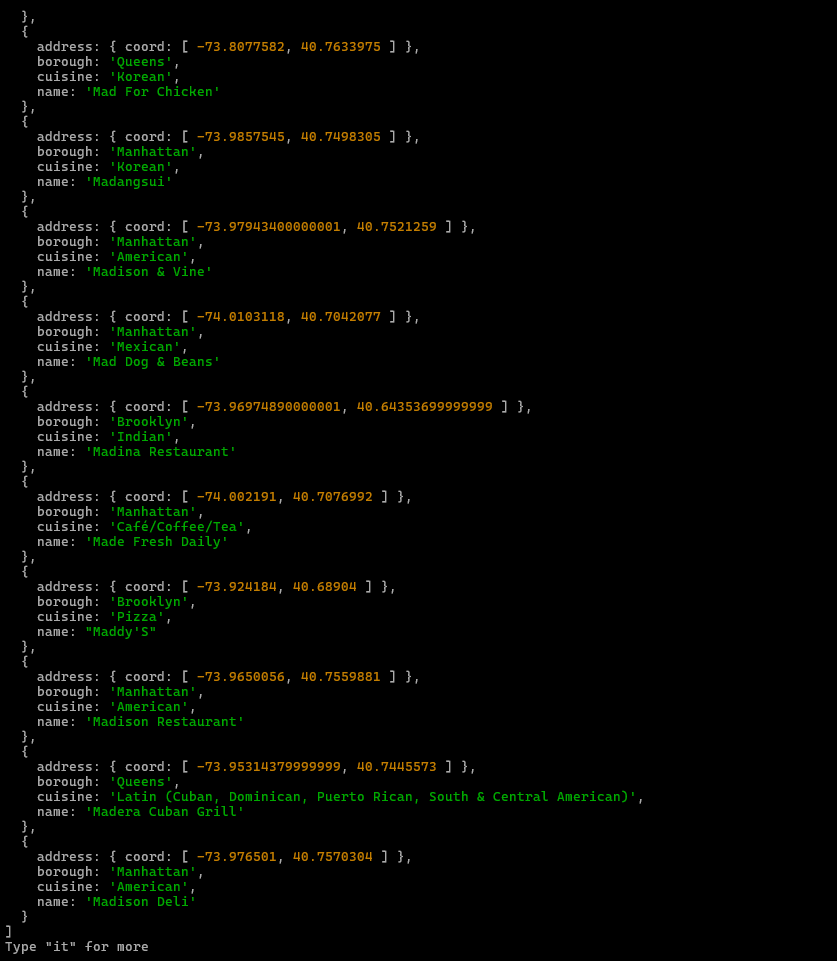 },
  {
    address: { coord: [ -73.8077582, 40.7633975 ] },
    borough: 'Queens',
    cuisine: 'Korean',
    name: 'Mad For Chicken'
  },
  {
    address: { coord: [ -73.9857545, 40.7498305 ] },
    borough: 'Manhattan',
    cuisine: 'Korean',
    name: 'Madangsui'
  },
  {
    address: { coord: [ -73.97943400000001, 40.7521259 ] },
    borough: 'Manhattan',
    cuisine: 'American',
    name: 'Madison & Vine'
  },
  {
    address: { coord: [ -74.0103118, 40.7042077 ] },
    borough: 'Manhattan',
    cuisine: 'Mexican',
    name: 'Mad Dog & Beans'
  },
  {
    address: { coord: [ -73.96974890000001, 40.64353699999999 ] },
    borough: 'Brooklyn',
    cuisine: 'Indian',
    name: 'Madina Restaurant'
  },
  {
    address: { coord: [ -74.002191, 40.7076992 ] },
    borough: 'Manhattan',
    cuisine: 'Café/Coffee/Tea',
    name: 'Made Fresh Daily'
  },
  {
    address: { coord: [ -73.924184, 40.68904 ] },
    borough: 'Brooklyn',
    cuisine: 'Pizza',
    name: "Maddy'S"
  },
  {
    address: { coord: [ -73.9650056, 40.7559881 ] },
    borough: 'Manhattan',
    cuisine: 'American',
    name: 'Madison Restaurant'
  },
  {
    address: { coord: [ -73.95314379999999, 40.7445573 ] },
    borough: 'Queens',
    cuisine: 'Latin (Cuban, Dominican, Puerto Rican, South & Central American)',
    name: 'Madera Cuban Grill'
  },
  {
    address: { coord: [ -73.976501, 40.7570304 ] },
    borough: 'Manhattan',
    cuisine: 'American',
    name: 'Madison Deli'
  }
]
Type "it" for more